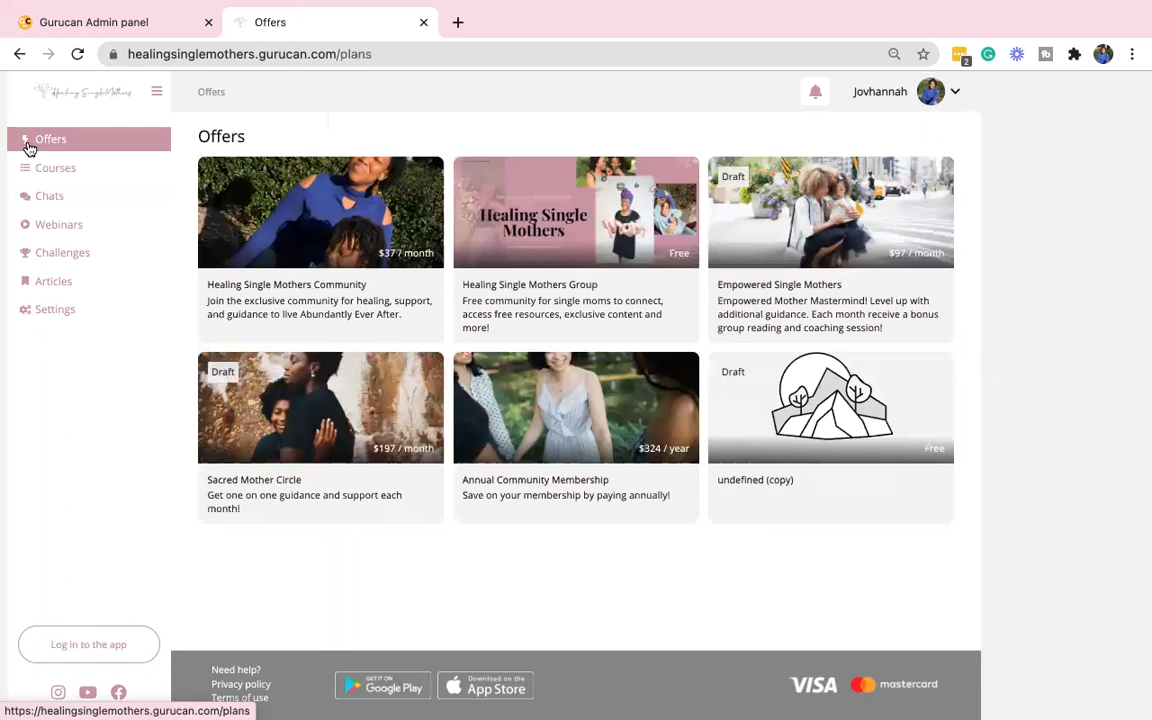 Gurucan Admin panel
Offers
healingsinglemothers.gurucan.com/plans
2
Healing Single Mothers
Offers
Jovhannah
Offers
Courses
Chats
Webinars
Challenges
Articles
Settings
Offers
$37 / month
Healing Single
Mothers
Free
Draft
$97 / month
Healing Single Mothers Community
Join the exclusive community for healing, support,
and guidance to live Abundantly Ever After.
Healing Single Mothers Group
Free community for single moms to connect,
access free resources, exclusive content and
more!
Empowered Single Mothers
Empowered Mother Mastermind! Level up with
additional guidance. Each month receive a bonus
group reading and coaching session!
Draft
$197 / month
$324 / year
Draft
Free
Sacred Mother Circle
Get one on one guidance and support each
month!
Annual Community Membership
Save on your membership by paying annually!
undefined (copy)
Log in to the app
Need help?
Privacy policy
Terms of use
GET IT ON
Google Play
Download on the
App Store
VISA
mastercard
https://healingsinglemothers.gurucan.com/plans